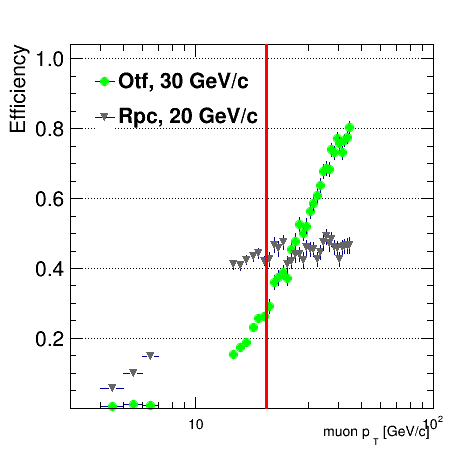 Efficiency
1.0
0.8
0.6
0.4
0.2
Otf, 30 GeV/c
Rpc, 20 GeV/c
10
10²
muon p_T [GeV/c]